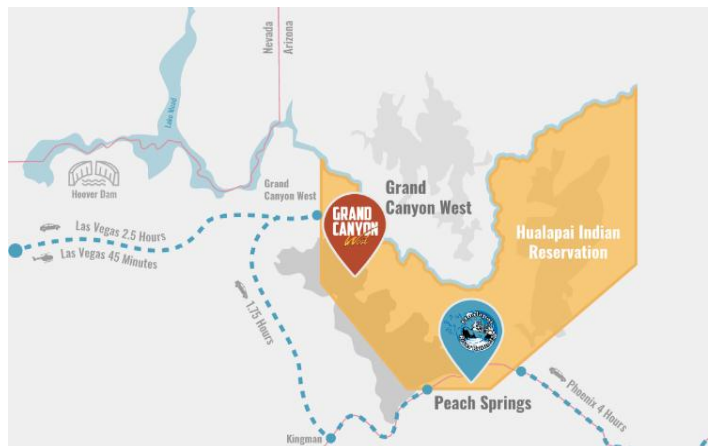 Nevada
Arizona
Lake Mead
Hoover Dam
Grand
Canyon West
Grand
Canyon West
GRAND
CANYON
West
Hualapai Indian
Reservation
Las Vegas 2.5 Hours
Las Vegas 45 Minutes
1.75 Hours
Peach Springs
Phoenix 4 Hours
Kingman